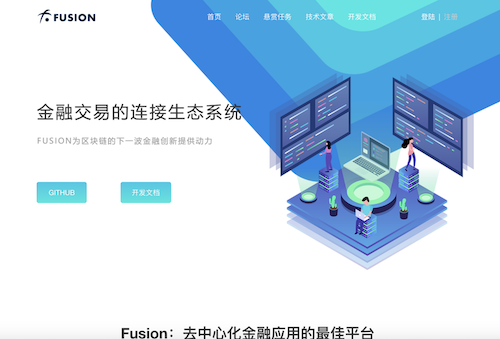 FUSION
首页 论坛 悬赏任务 技术文章 开发文档
登陆 | 注册
金融交易的连接生态系统
FUSION为区块链的下一波金融创新提供动力
GITHUB
开发文档
Fusion：去中心化金融应用的最佳平台